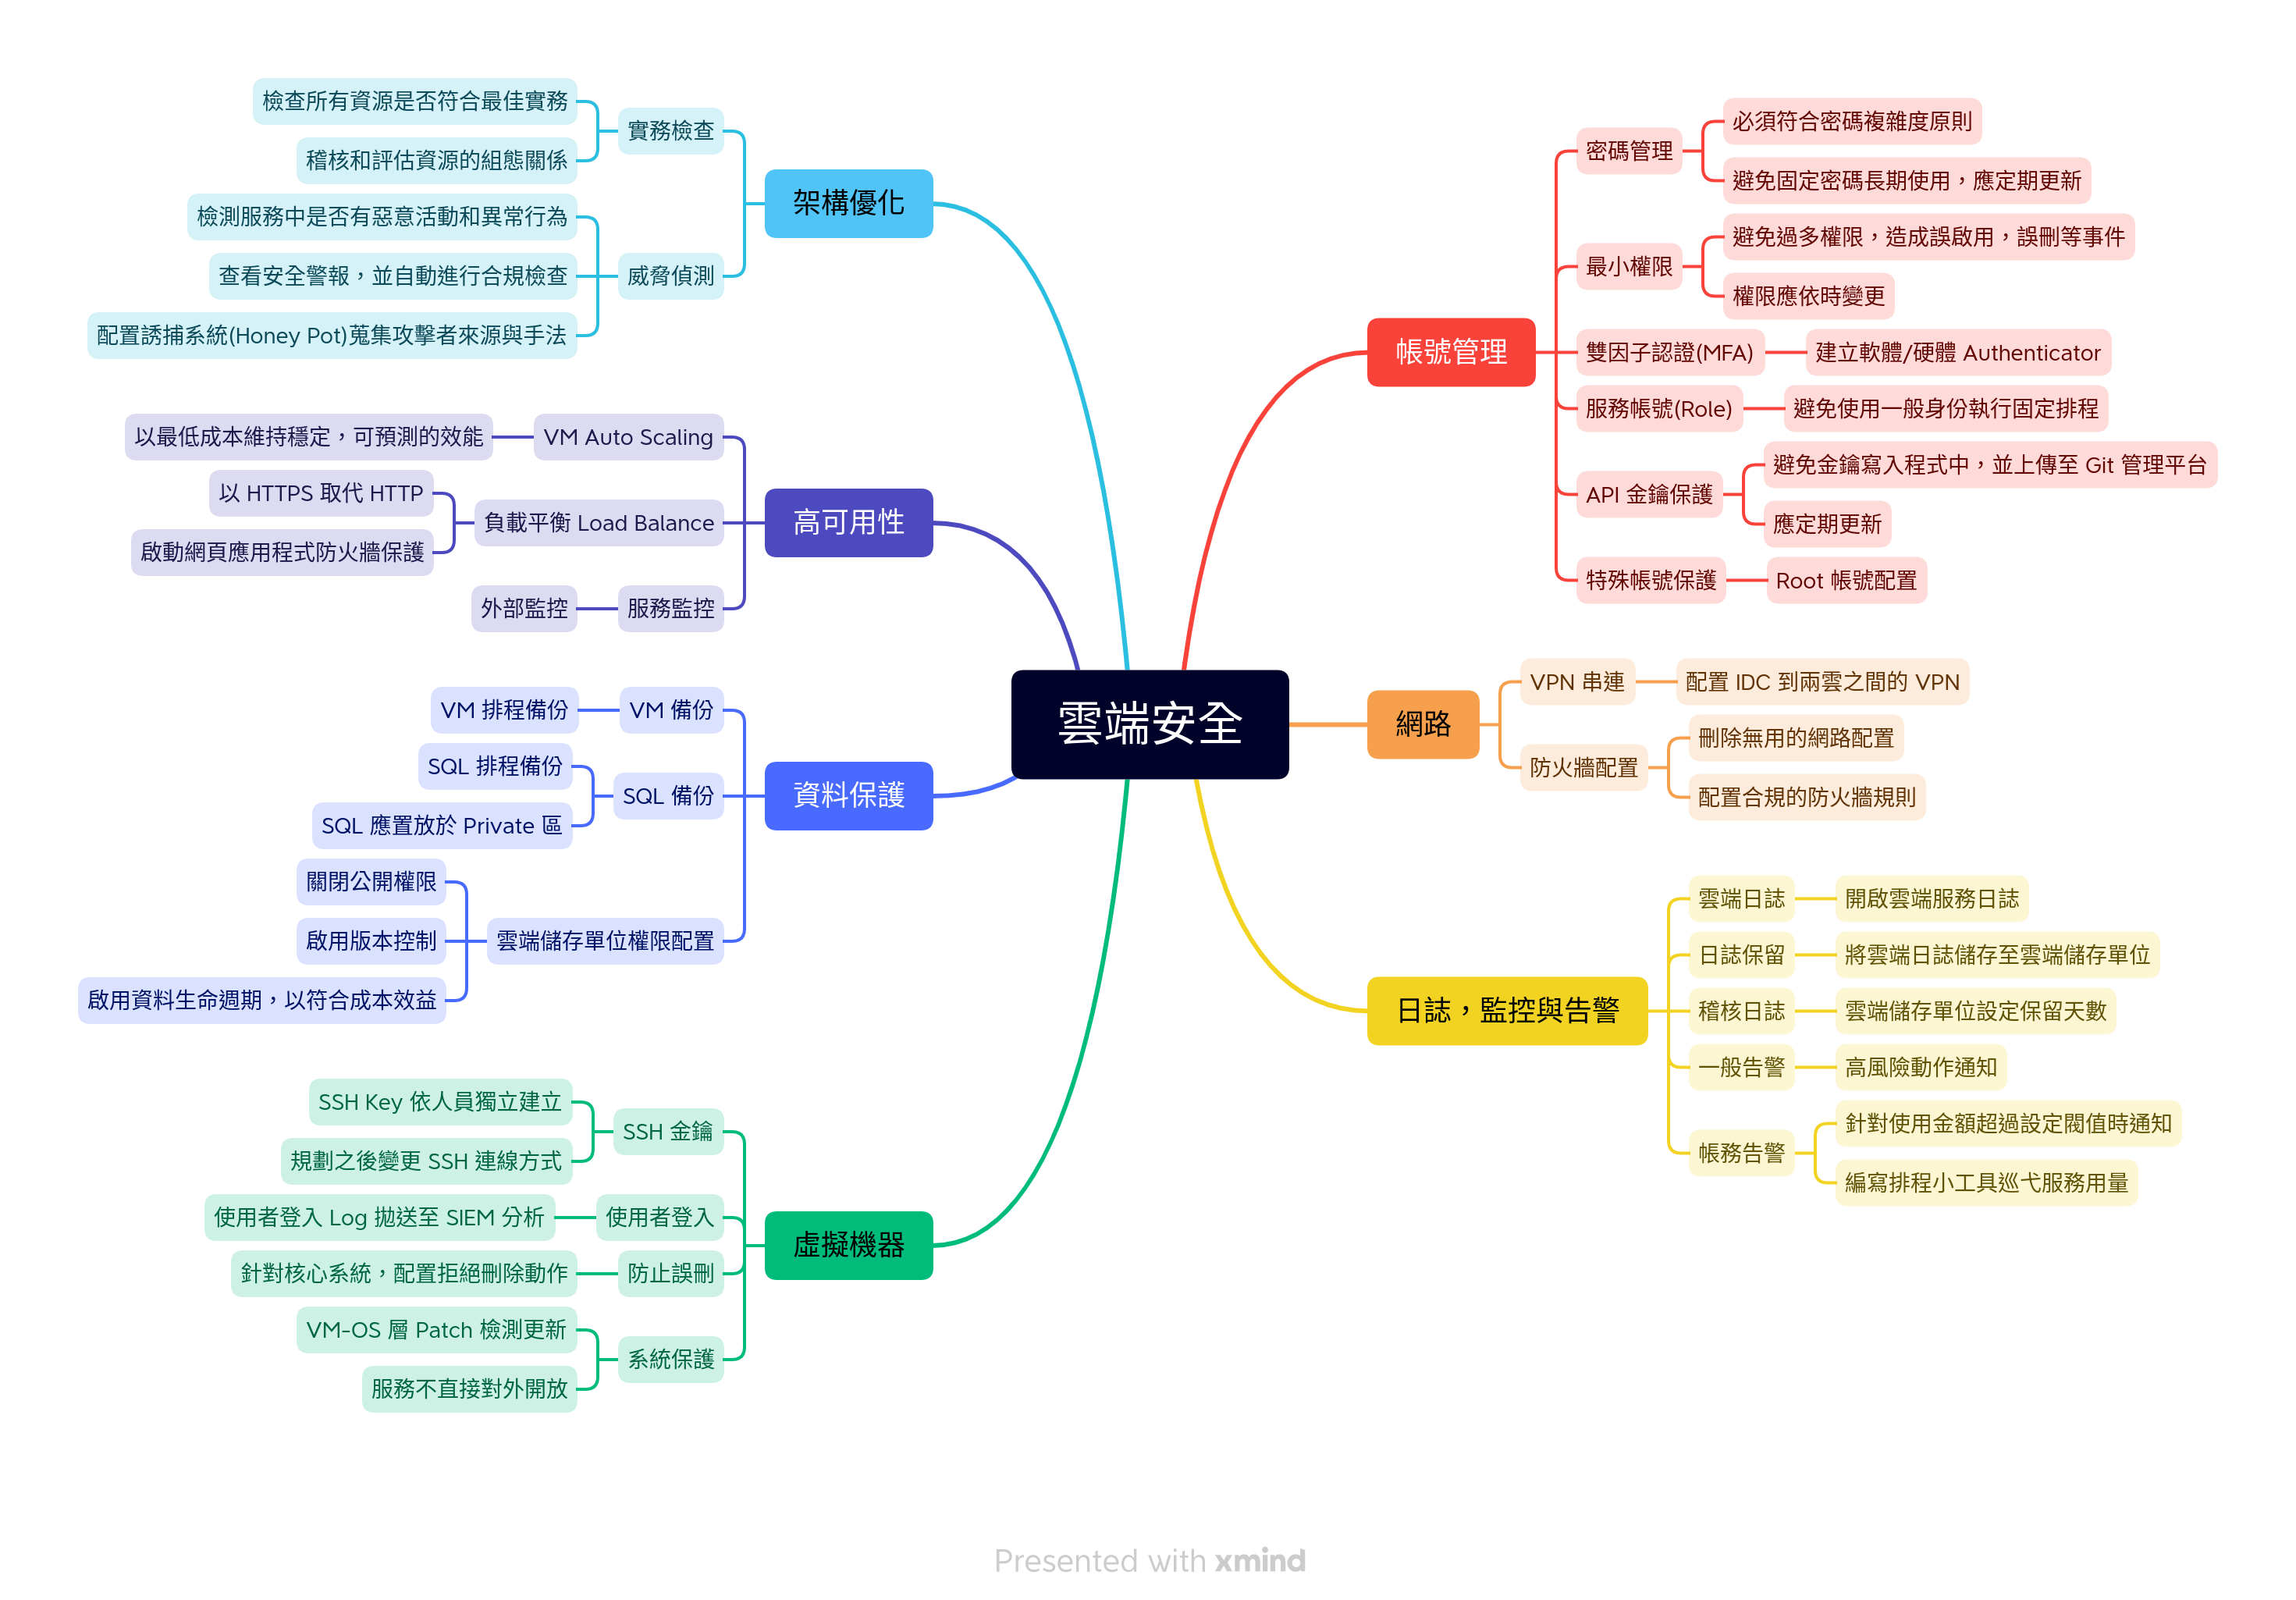 雲端安全
帳號管理
密碼管理
必須符合密碼複雜度原則
避免固定密碼長期使用，應定期更新
最小權限
避免過多權限，造成誤啟用，誤刪等事件
權限應依時變更
雙因子認證(MFA)
建立軟體/硬體 Authenticator
服務帳號(Role)
避免使用一般身份執行固定排程
API 金鑰保護
避免金鑰寫入程式中，並上傳至 Git 管理平台
應定期更新
特殊帳號保護
Root 帳號配置
網路
VPN 串連
配置 IDC 到兩雲之間的 VPN
防火牆配置
刪除無用的網路配置
配置合規的防火牆規則
日誌，監控與告警
雲端日誌
開啟雲端服務日誌
日誌保留
將雲端日誌儲存至雲端儲存單位
稽核日誌
雲端儲存單位設定保留天數
一般告警
高風險動作通知
帳務告警
針對使用金額超過設定閥值時通知
編寫排程小工具巡弋服務用量
架構優化
實務檢查
檢查所有資源是否符合最佳實務
稽核和評估資源的組態關係
威脅偵測
檢測服務中是否有惡意活動和異常行為
查看安全警報，並自動進行合規檢查
配置誘捕系統(Honey Pot)蒐集攻擊者來源與手法
高可用性
VM Auto Scaling
以最低成本維持穩定，可預測的效能
負載平衡 Load Balance
以 HTTPS 取代 HTTP
啟動網頁應用程式防火牆保護
服務監控
外部監控
資料保護
VM 備份
VM 排程備份
SQL 備份
SQL 排程備份
SQL 應置放於 Private 區
雲端儲存單位權限配置
關閉公開權限
啟用版本控制
啟用資料生命週期，以符合成本效益
虛擬機器
SSH 金鑰
SSH Key 依人員獨立建立
規劃之後變更 SSH 連線方式
使用者登入
使用者登入 Log 拋送至 SIEM 分析
防止誤刪
針對核心系統，配置拒絕刪除動作
系統保護
VM-OS 層 Patch 檢測更新
服務不直接對外開放
Presented with xmind